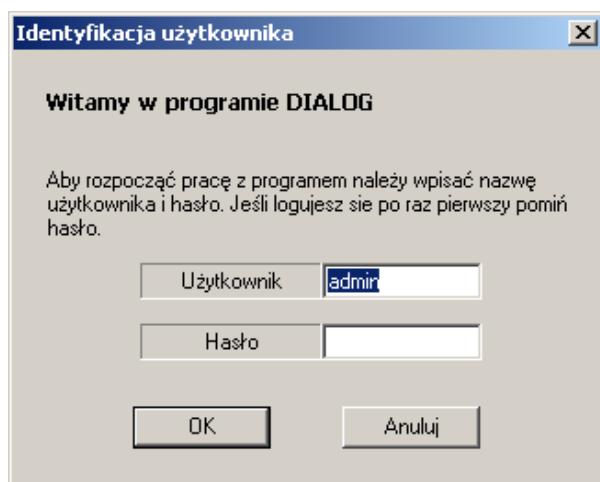 Identyfikacja użytkownika
Witamy w programie DIALOG
Aby rozpocząć pracę z programem należy wpisać nazwę
użytkownika i hasło. Jeśli logujesz sie po raz pierwszy pomiń
hasło.
Użytkownik admin
Hasło
OK Anuluj